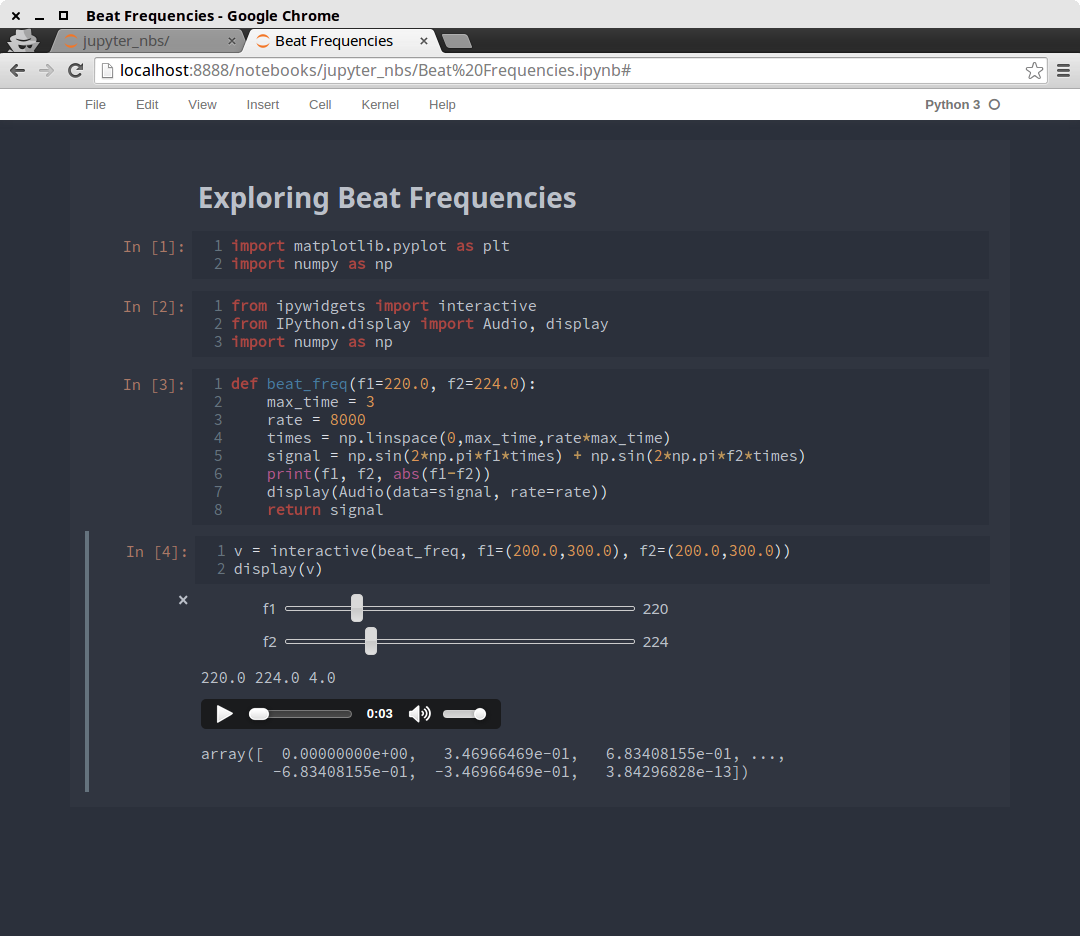 Beat Frequencies - Google Chrome
jupyter_nbs/
Beat Frequencies
localhost:8888/notebooks/jupyter_nbs/Beat%20Frequencies.ipynb#
File Edit View Insert Cell Kernel Help Python 3
Exploring Beat Frequencies
In [1]: 1 import matplotlib.pyplot as plt
2 import numpy as np
In [2]: 1 from ipywidgets import interactive
2 from IPython.display import Audio, display
3 import numpy as np
In [3]: 1 def beat_freq(f1=220.0, f2=224.0):
2     max_time = 3
3     rate = 8000
4     times = np.linspace(0,max_time,rate*max_time)
5     signal = np.sin(2*np.pi*f1*times) + np.sin(2*np.pi*f2*times)
6     print(f1, f2, abs(f1-f2))
7     display(Audio(data=signal, rate=rate))
8     return signal
In [4]: 1 v = interactive(beat_freq, f1=(200.0,300.0), f2=(200.0,300.0))
2 display(v)
f1 220
f2 224
220.0 224.0 4.0
0:03
array([  0.00000000e+00,   3.46966469e-01,   6.83408155e-01, ...,
        -6.83408155e-01,  -3.46966469e-01,   3.84296828e-13])